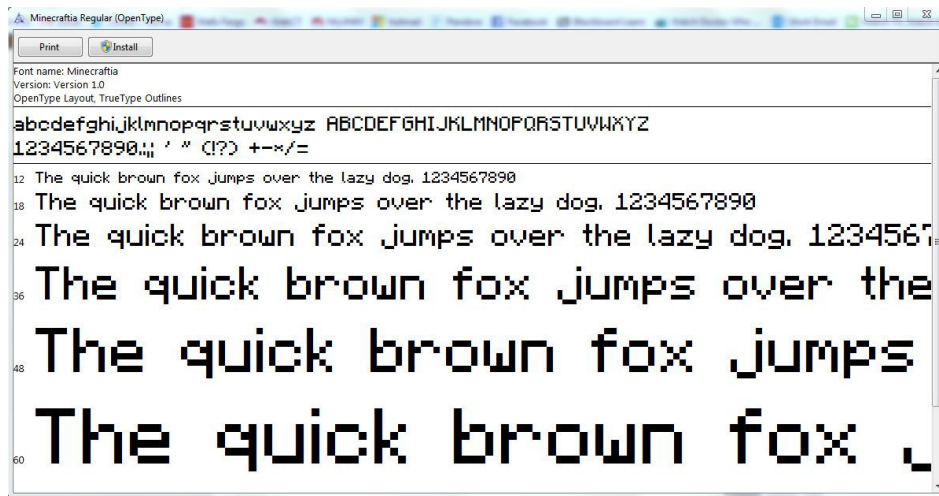 Minecraftia Regular (OpenType)
Print
Install
Font name: Minecraftia
Version: Version 1.0
OpenType Layout, TrueType Outlines
abcdefghijklmnopqrstuvwxyz ABCDEFGHIJKLMNOPQRSTUVWXYZ
1234567890.:,; ' " (!?) +-*/=
12 The quick brown fox jumps over the lazy dog. 1234567890
18 The quick brown fox jumps over the lazy dog. 1234567890
24 The quick brown fox jumps over the lazy dog. 1234567
36 The quick brown fox jumps over the
48 The quick brown fox jumps
60 The quick brown fox